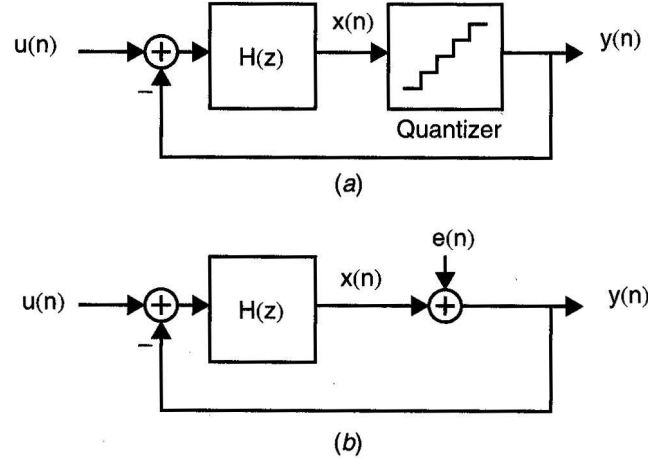 x(n)
u(n) + H(z) y(n)
−
Quantizer
(a)
e(n)
x(n)
u(n) + H(z) + y(n)
−
(b)